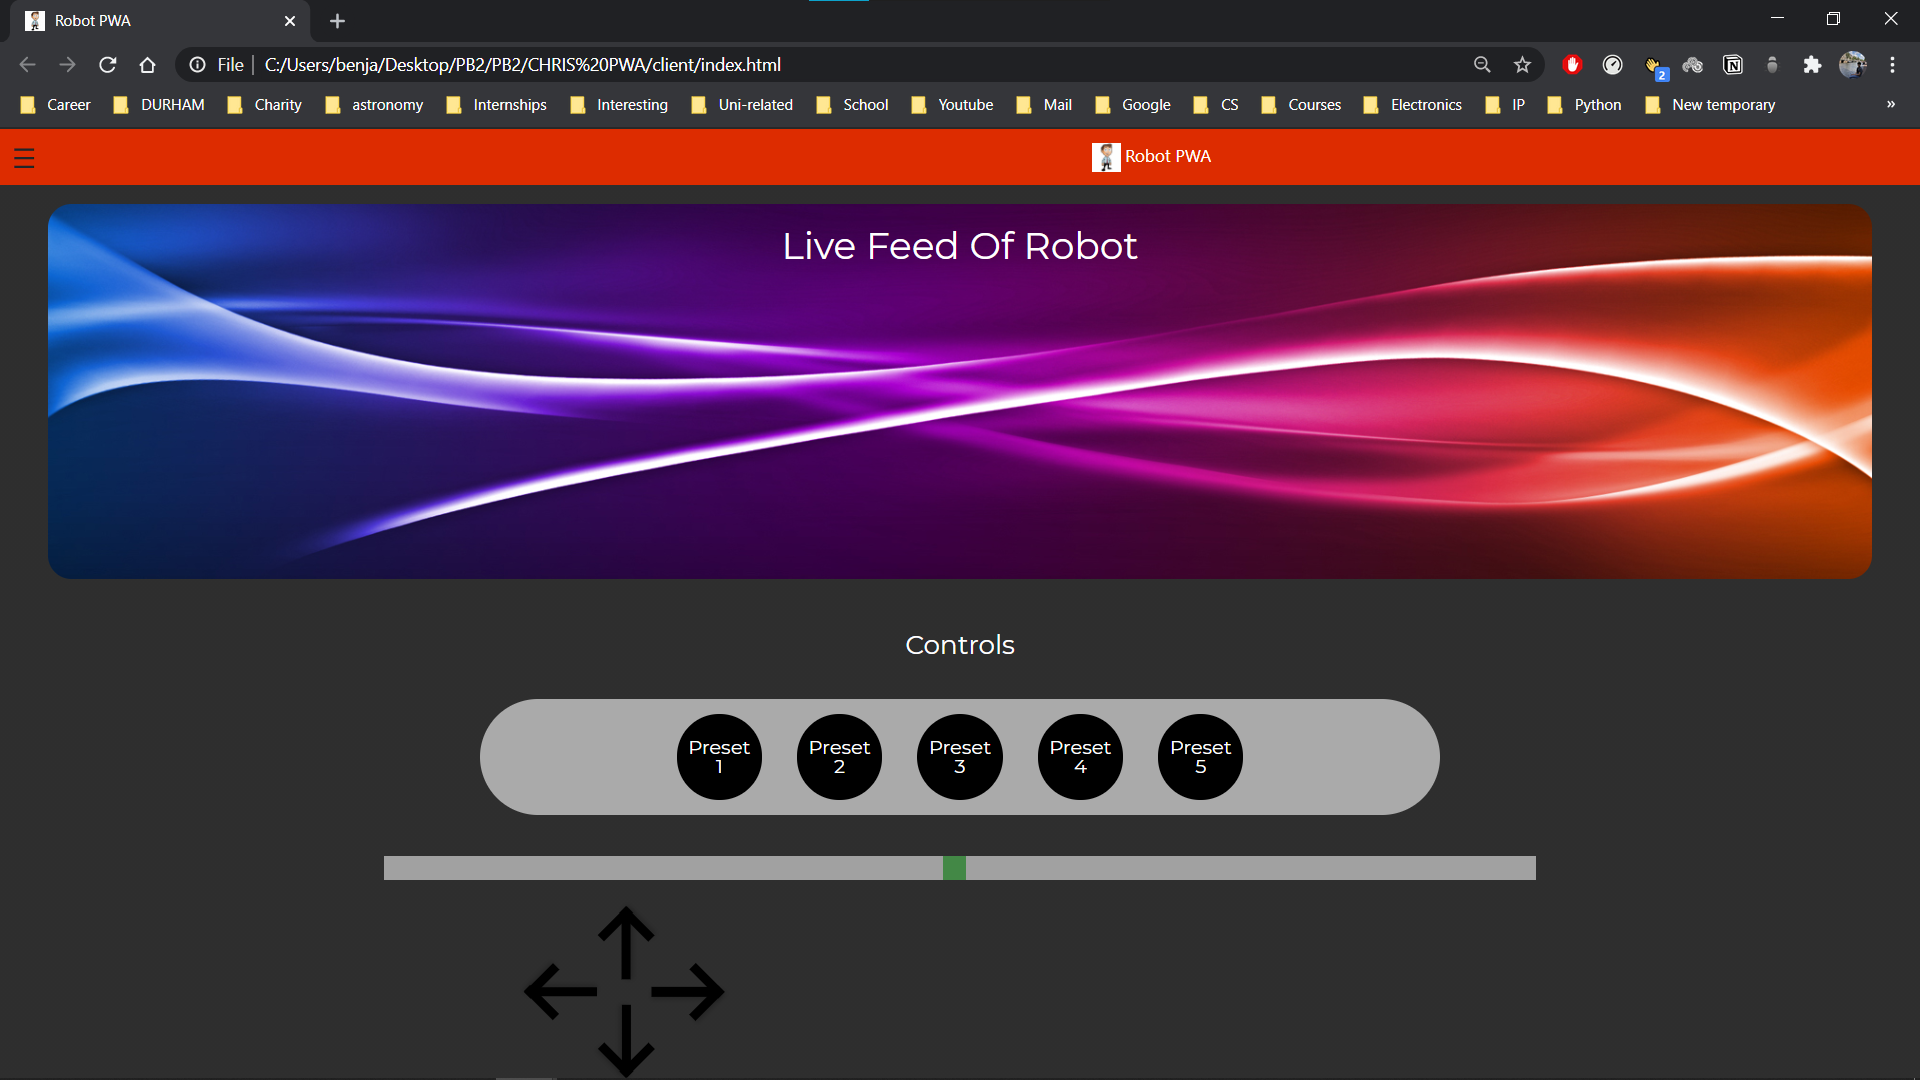 Robot PWA
File
C:/Users/benja/Desktop/PB2/PB2/CHRIS%20PWA/client/index.html
2
Career DURHAM Charity astronomy Internships Interesting Uni-related School Youtube Mail Google CS Courses Electronics IP Python New temporary »
Robot PWA
Live Feed Of Robot
Controls
Preset 1
Preset 2
Preset 3
Preset 4
Preset 5